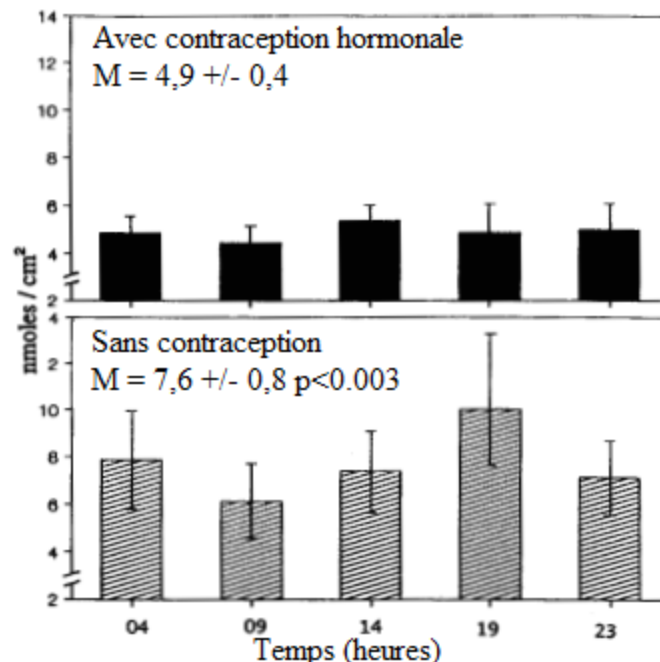 14
Avec contraception hormonale
12
M = 4,9 +/- 0,4
10
8
6
4
2
nmoles / cm²
4
Sans contraception
2
M = 7,6 +/- 0,8 p<0.003
10
8
6
4
2
04 09 14 19 23
Temps (heures)